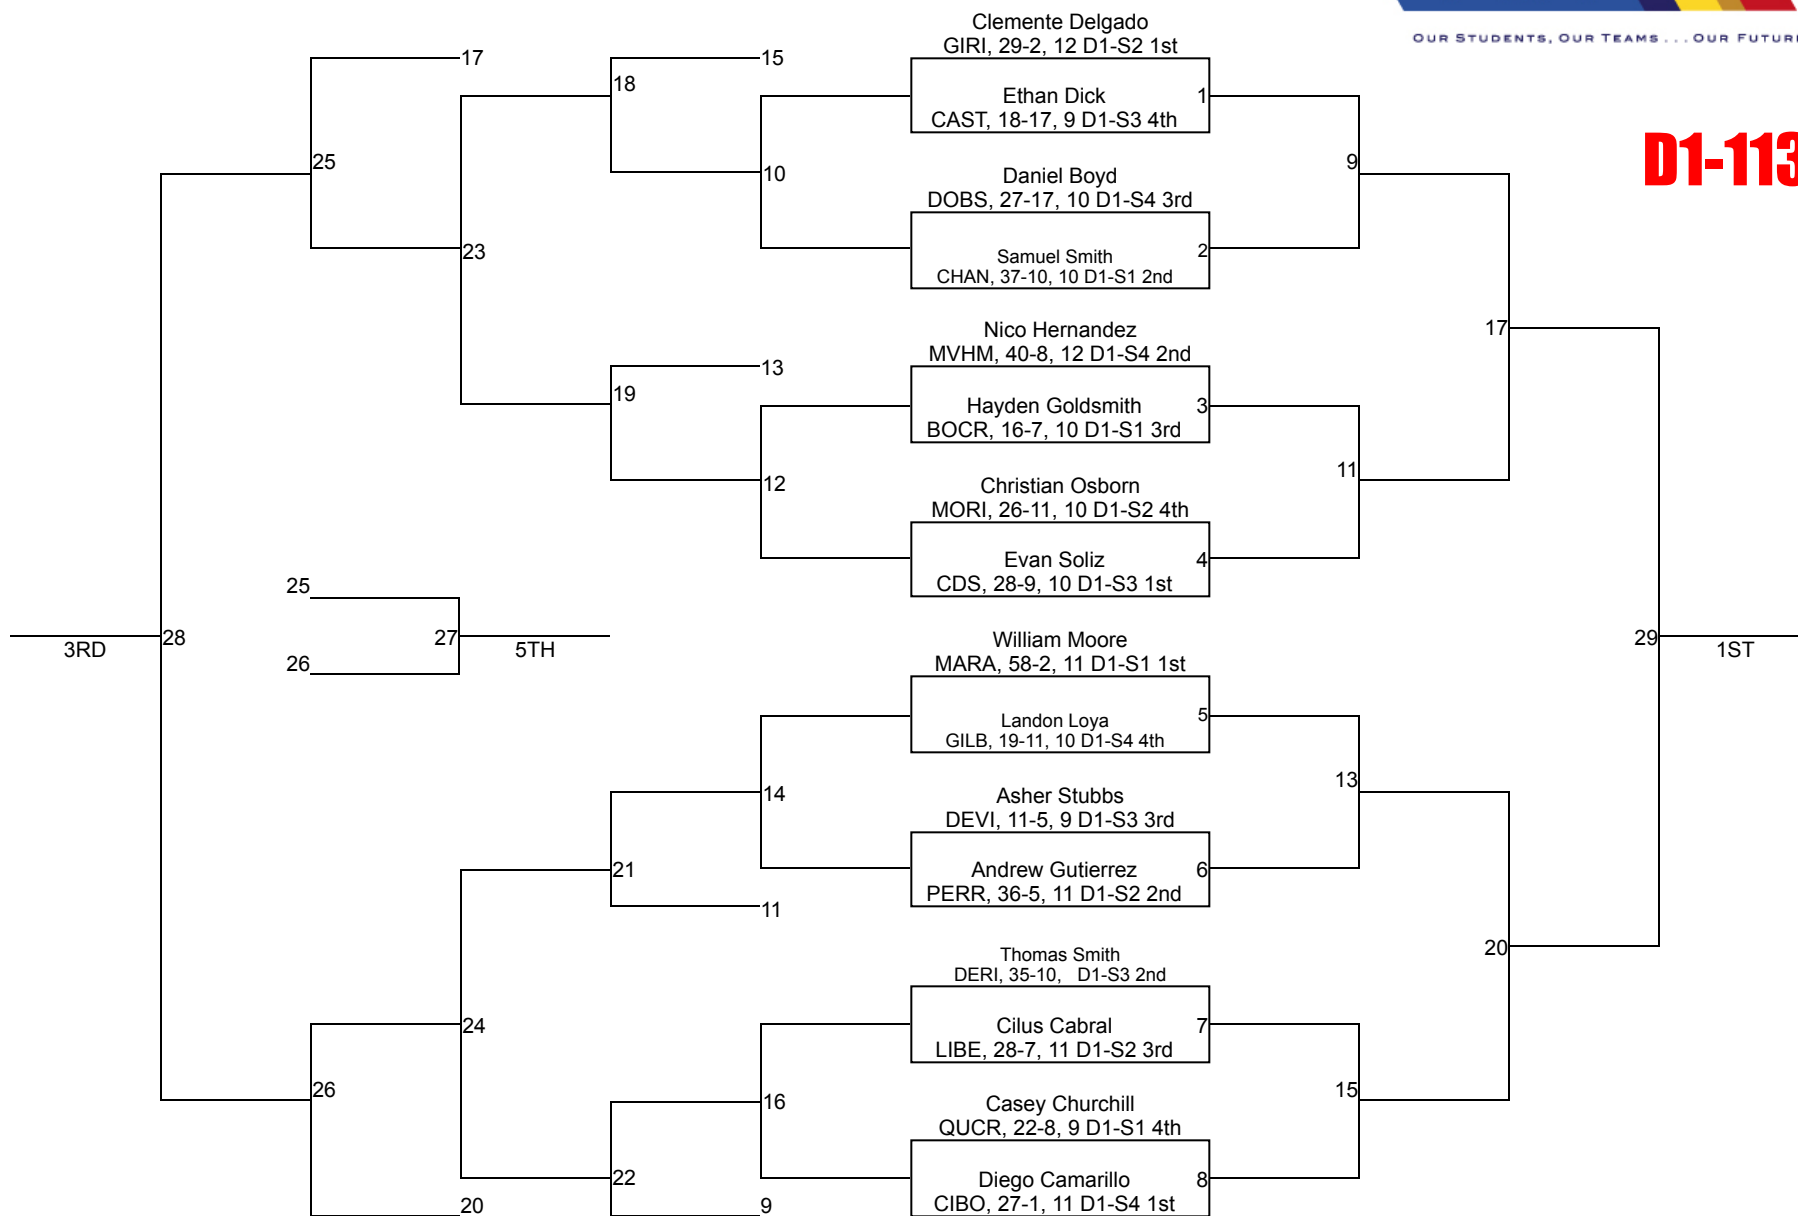 OUR STUDENTS, OUR TEAMS...OUR FUTURE
D1-113
Clemente Delgado
GIRI, 29-2, 12 D1-S2 1st
Ethan Dick
CAST, 18-17, 9 D1-S3 4th
1
Daniel Boyd
DOBS, 27-17, 10 D1-S4 3rd
Samuel Smith
CHAN, 37-10, 10 D1-S1 2nd
2
Nico Hernandez
MVHM, 40-8, 12 D1-S4 2nd
Hayden Goldsmith
BOCR, 16-7, 10 D1-S1 3rd
3
Christian Osborn
MORI, 26-11, 10 D1-S2 4th
Evan Soliz
CDS, 28-9, 10 D1-S3 1st
4
William Moore
MARA, 58-2, 11 D1-S1 1st
Landon Loya
GILB, 19-11, 10 D1-S4 4th
5
Asher Stubbs
DEVI, 11-5, 9 D1-S3 3rd
Andrew Gutierrez
PERR, 36-5, 11 D1-S2 2nd
6
Thomas Smith
DERI, 35-10, D1-S3 2nd
Cilus Cabral
LIBE, 28-7, 11 D1-S2 3rd
7
Casey Churchill
QUCR, 22-8, 9 D1-S1 4th
Diego Camarillo
CIBO, 27-1, 11 D1-S4 1st
8
9
11
13
15
17
20
29
1ST
15
10
13
12
14
11
16
9
18
19
21
22
17
23
24
20
25
26
25
26
27
5TH
28
3RD